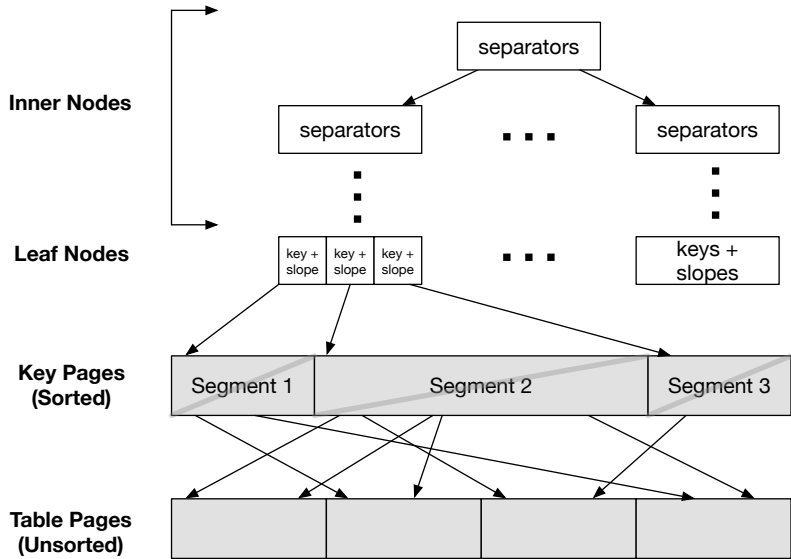 separators
Inner Nodes
separators
separators
Leaf Nodes
key +
slope
key +
slope
key +
slope
keys +
slopes
Key Pages
(Sorted)
Segment 1
Segment 2
Segment 3
Table Pages
(Unsorted)